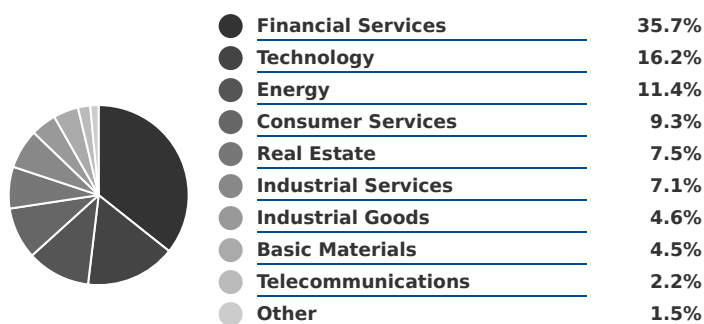 Financial Services 35.7%
Technology 16.2%
Energy 11.4%
Consumer Services 9.3%
Real Estate 7.5%
Industrial Services 7.1%
Industrial Goods 4.6%
Basic Materials 4.5%
Telecommunications 2.2%
Other 1.5%